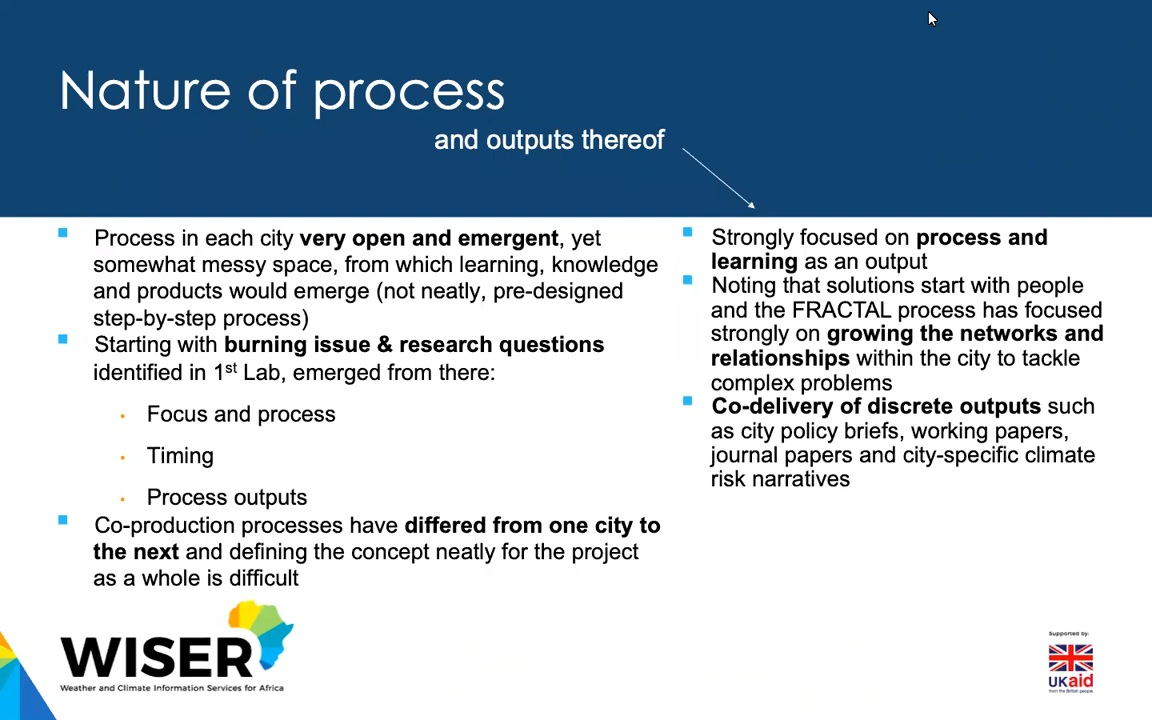 Nature of process
and outputs thereof
Process in each city very open and emergent, yet
somewhat messy space, from which learning, knowledge
and products would emerge (not neatly, pre-designed
step-by-step process)
Starting with burning issue & research questions
identified in 1st Lab, emerged from there:
Focus and process
Timing
Process outputs
Co-production processes have differed from one city to
the next and defining the concept neatly for the project
as a whole is difficult
Strongly focused on process and
learning as an output
Noting that solutions start with people
and the FRACTAL process has focused
strongly on growing the networks and
relationships within the city to tackle
complex problems
Co-delivery of discrete outputs such
as city policy briefs, working papers,
journal papers and city-specific climate
risk narratives
WISER
Weather and Climate Information Services for Africa
Supported by:
UKaid
from the British people